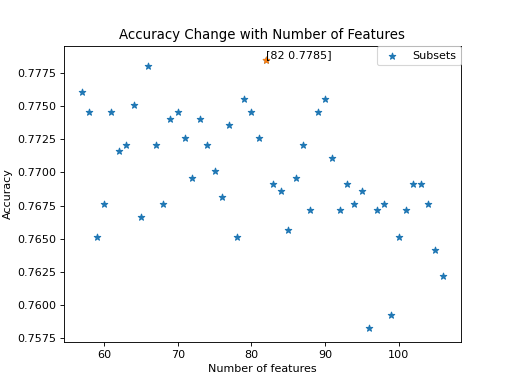 Accuracy Change with Number of Features
[82 0.7785]
Subsets
0.7775
0.7750
0.7725
0.7700
0.7675
0.7650
0.7625
0.7600
0.7575
Accuracy
60 70 80 90 100
Number of features